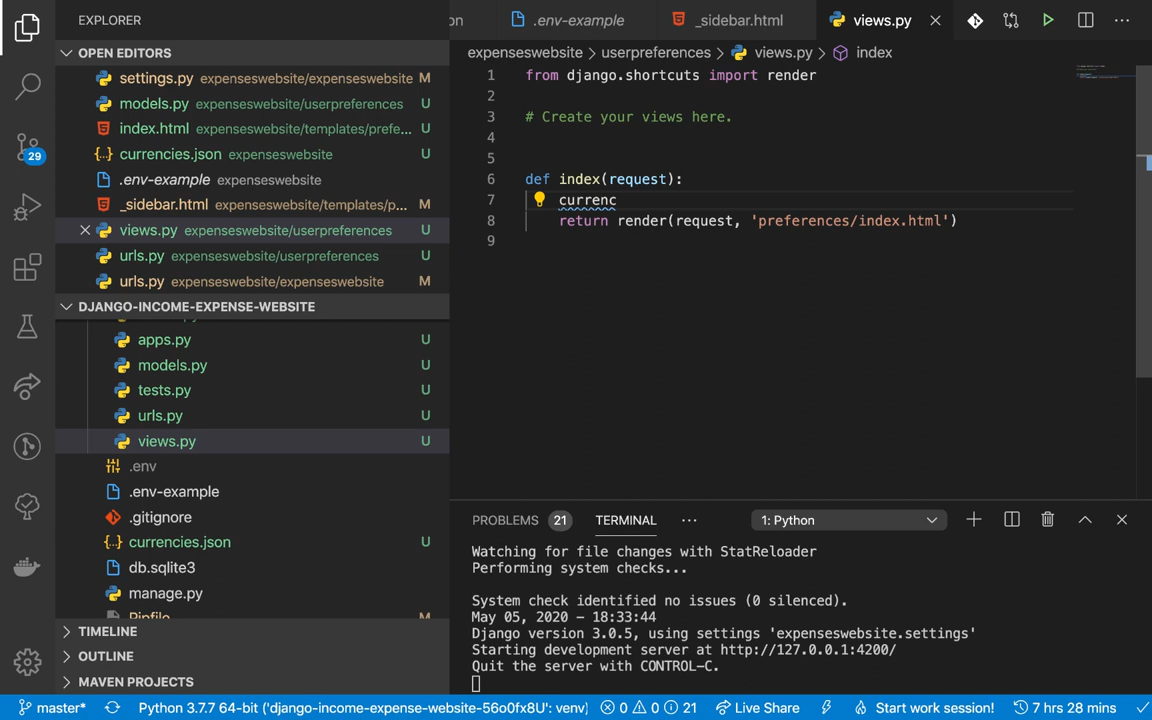 EXPLORER
OPEN EDITORS
settings.py expenseswebsite/expenseswebsite M
models.py expenseswebsite/userpreferences U
index.html expenseswebsite/templates/prefe... U
currencies.json expenseswebsite U
.env-example expenseswebsite
_sidebar.html expenseswebsite/templates/p... M
views.py expenseswebsite/userpreferences U
urls.py expenseswebsite/userpreferences U
urls.py expenseswebsite/expenseswebsite M
DJANGO-INCOME-EXPENSE-WEBSITE
apps.py U
models.py U
tests.py U
urls.py U
views.py U
.env
.env-example
.gitignore
currencies.json U
db.sqlite3
manage.py
Pipfile M
TIMELINE
OUTLINE
MAVEN PROJECTS
29
on .env-example _sidebar.html views.py
expenseswebsite > userpreferences > views.py > index
1 from django.shortcuts import render
2
3 # Create your views here.
4
5
6 def index(request):
7 currenc
8 return render(request, 'preferences/index.html')
9
PROBLEMS 21 TERMINAL ... 1: Python
Watching for file changes with StatReloader
Performing system checks...
System check identified no issues (0 silenced).
May 05, 2020 - 18:33:44
Django version 3.0.5, using settings 'expenseswebsite.settings'
Starting development server at http://127.0.0.1:4200/
Quit the server with CONTROL-C.
master* Python 3.7.7 64-bit ('django-income-expense-website-56o0fx8U': venv) 0 0 21 Live Share Start work session! 7 hrs 28 mins